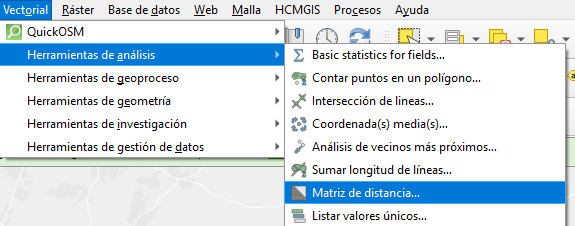 Vectorial Ráster Base de datos Web Malla HCMGIS Procesos Ayuda
QuickOSM
Herramientas de análisis
Herramientas de geoproceso
Herramientas de geometría
Herramientas de investigación
Herramientas de gestión de datos
Basic statistics for fields...
Contar puntos en un polígono...
Intersección de lineas...
Coordenada(s) media(s)...
Análisis de vecinos más próximos...
Sumar longitud de líneas...
Matriz de distancia...
Listar valores únicos...